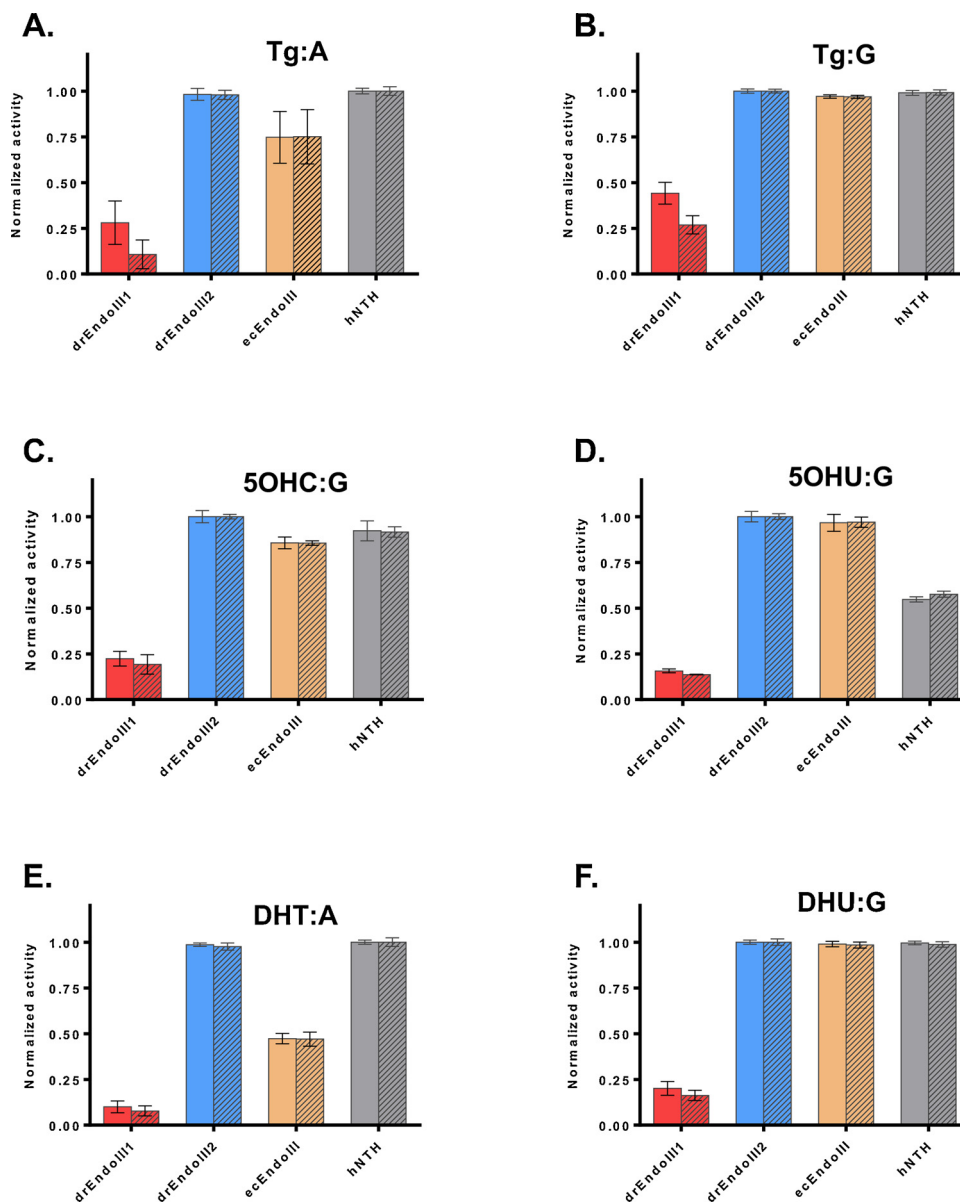 A.
Tg:A
Normalized activity
1.00
0.75
0.50
0.25
0.00
drEndoIII1
drEndoIII2
ecEndoIII
hNTH
B.
Tg:G
Normalized activity
1.00
0.75
0.50
0.25
0.00
drEndoIII1
drEndoIII2
ecEndoIII
hNTH
C.
5OHC:G
Normalized activity
1.00
0.75
0.50
0.25
0.00
drEndoIII1
drEndoIII2
ecEndoIII
hNTH
D.
5OHU:G
Normalized activity
1.00
0.75
0.50
0.25
0.00
drEndoIII1
drEndoIII2
ecEndoIII
hNTH
E.
DHT:A
Normalized activity
1.00
0.75
0.50
0.25
0.00
drEndoIII1
drEndoIII2
ecEndoIII
hNTH
F.
DHU:G
Normalized activity
1.00
0.75
0.50
0.25
0.00
drEndoIII1
drEndoIII2
ecEndoIII
hNTH